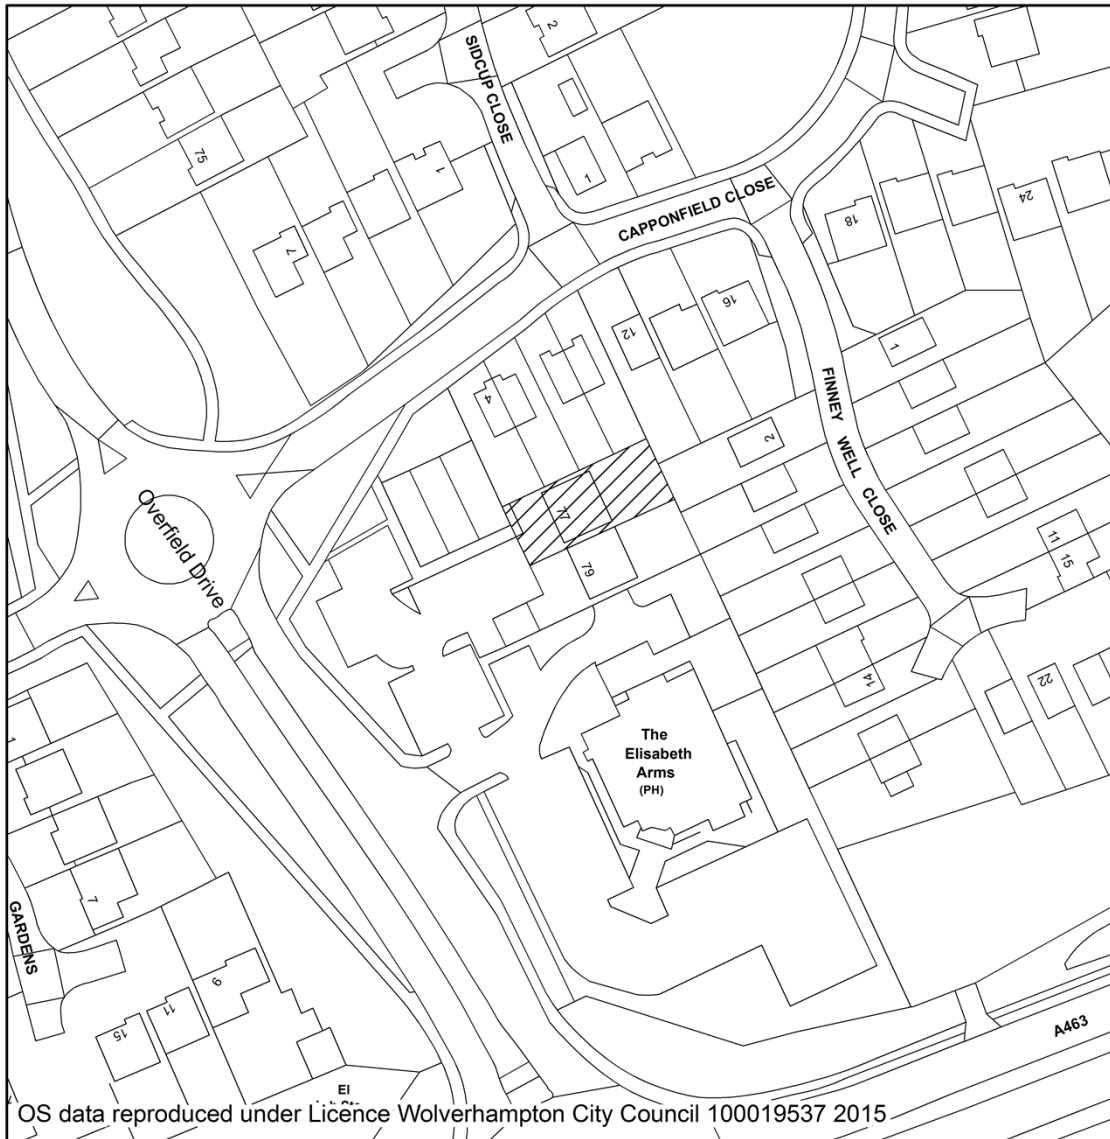 2
SIDCUP CLOSE
75
1
1
CAPPONFIELD CLOSE
24
18
7
16
12
1
4
FINNEY WELL CLOSE
2
Overfield Drive
77
11
15
79
14
22
The
Elisabeth
Arms
(PH)
1
7
GARDENS
9
11
15
A463
El
OS data reproduced under Licence Wolverhampton City Council 100019537 2015